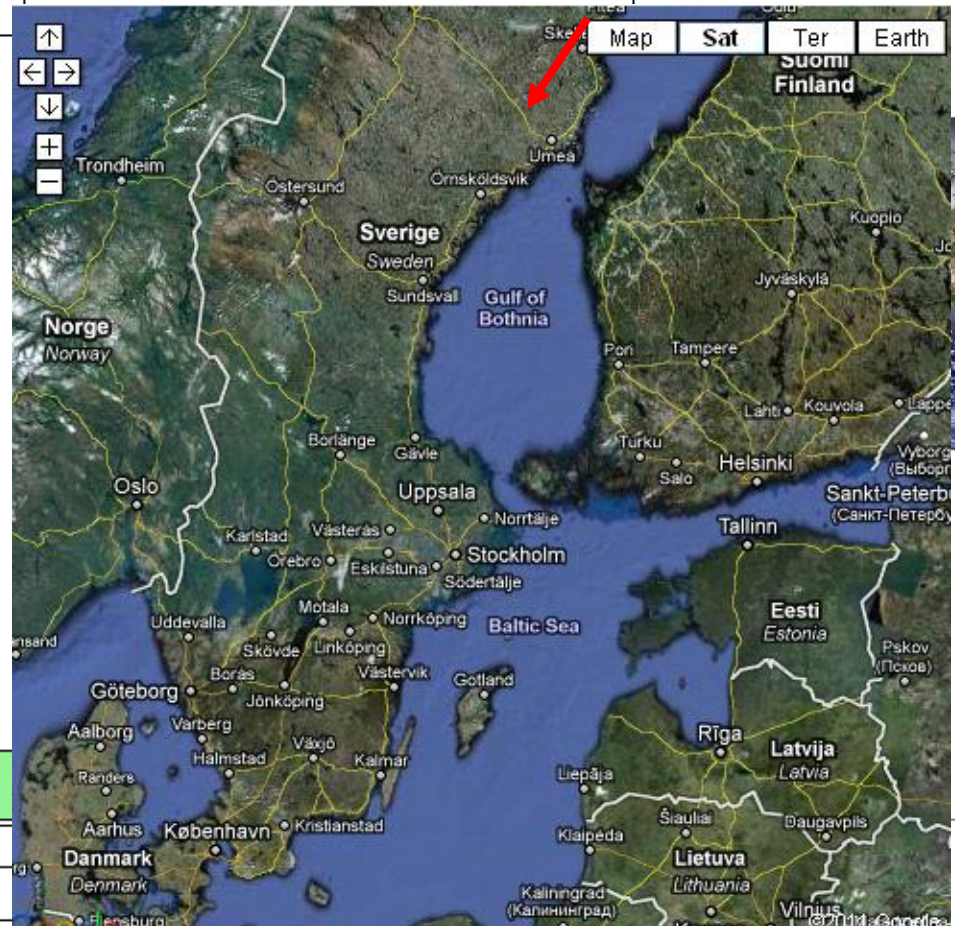 Map
Sat
Ter
Earth
Suomi
Finland
Umeå
Trondheim
Östersund
Örnsköldsvik
Kuopio
Sverige
Sweden
Jyväskylä
Sundsvall
Gulf of
Bothnia
Norge
Norway
Pori
Tampere
Lahti
Kouvola
Borlänge
Gävle
Turku
Salo
Helsinki
Vyborg
Oslo
Uppsala
Norrtälje
Tallinn
Karlstad
Västerås
Örebro
Eskilstuna
Stockholm
Södertälje
Motala
Norrköping
Uddevalla
Baltic Sea
Eesti
Estonia
Skövde
Linköping
Pskov
(Псков)
Borås
Västervik
Gotland
Göteborg
Jönköping
Aalborg
Varberg
Växjö
Rīga
Latvija
Latvia
Halmstad
Kalmar
Randers
Liepāja
Aarhus
København
Kristianstad
Klaipėda
Šiauliai
Daugavpils
Danmark
Denmark
Lietuva
Lithuania
Kaliningrad
(Калининград)
Flensburg
Vilnius
©2011 Google